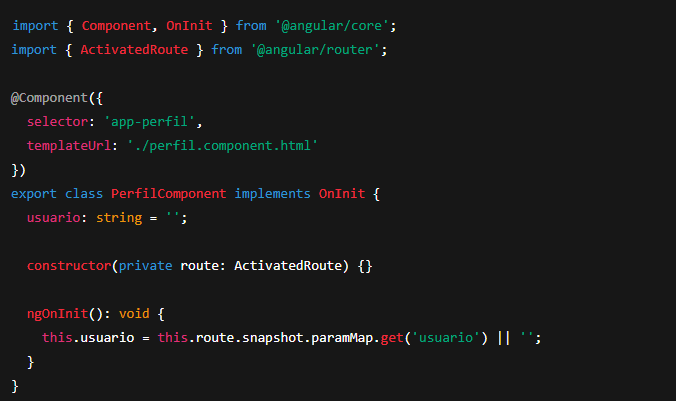 import { Component, OnInit } from '@angular/core';
import { ActivatedRoute } from '@angular/router';

@Component({
  selector: 'app-perfil',
  templateUrl: './perfil.component.html'
})
export class PerfilComponent implements OnInit {
  usuario: string = '';

  constructor(private route: ActivatedRoute) {}

  ngOnInit(): void {
    this.usuario = this.route.snapshot.paramMap.get('usuario') || '';
  }
}